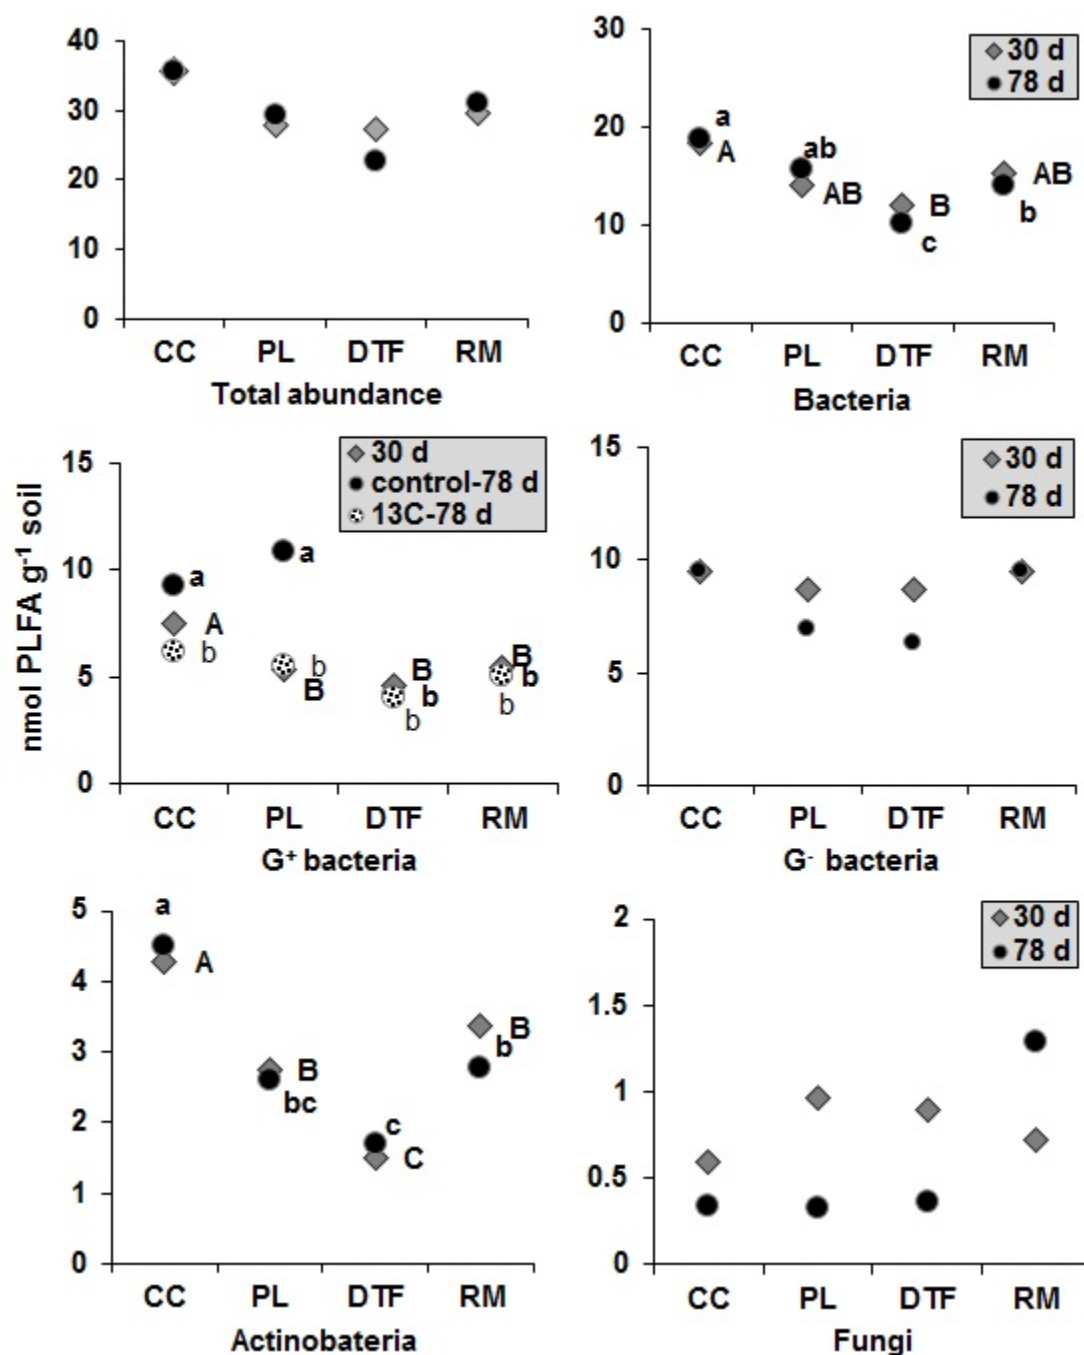 40
30
20
10
0
CC PL DTF RM
Total abundance
30
20
10
0
30 d
78 d
a
A
ab
AB
B
c
AB
b
CC PL DTF RM
Bacteria
nmol PLFA g⁻¹ soil
15
10
5
0
30 d
control-78 d
13C-78 d
a
A
b
a
b
B
B
b
b
B
b
b
CC PL DTF RM
G⁺ bacteria
15
10
5
0
30 d
78 d
CC PL DTF RM
G⁻ bacteria
5
4
3
2
1
0
a
A
B
bc
c
C
B
b
CC PL DTF RM
Actinobateria
2
1.5
1
0.5
0
30 d
78 d
CC PL DTF RM
Fungi